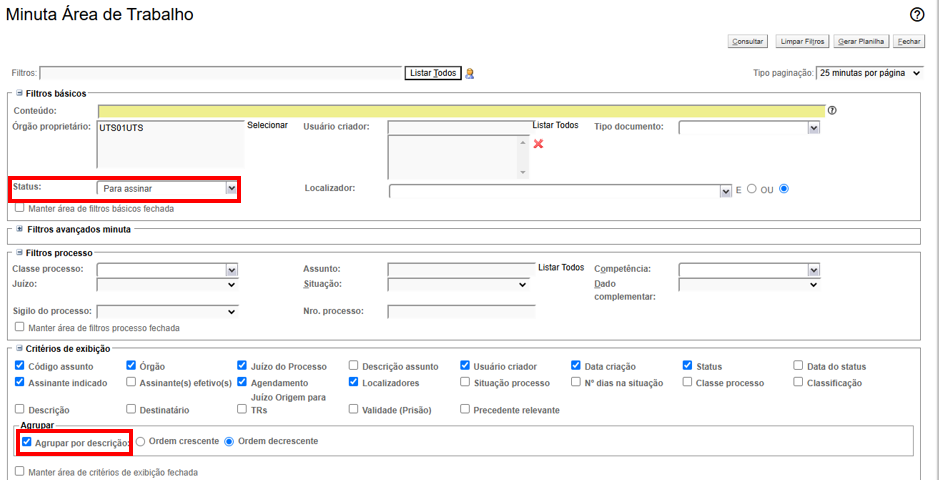 Minuta Área de Trabalho
Consultar Limpar Filtros Gerar Planilha Fechar
Filtros: Listar Todos Tipo paginação: 25 minutas por página
Filtros básicos
Conteúdo:
Órgão proprietário: UTS01UTS Selecionar Usuário criador: Listar Todos Tipo documento:
Status: Para assinar Localizador: E OU
Manter área de filtros básicos fechada
Filtros avançados minuta
Filtros processo
Classe processo: Assunto: Listar Todos Competência:
Juízo: Situação: Dado complementar:
Sigilo do processo: Nro. processo:
Manter área de filtros processo fechada
Critérios de exibição
Código assunto Órgão Juízo do Processo Descrição assunto Usuário criador Data criação Status Data do status
Assinante indicado Assinante(s) efetivo(s) Agendamento Localizadores Situação processo Nº dias na situação Classe processo Classificação
Descrição Destinatário Juízo Origem para TRs Validade (Prisão) Precedente relevante
Agrupar
Agrupar por descrição: Ordem crescente Ordem decrescente
Manter área de critérios de exibição fechada